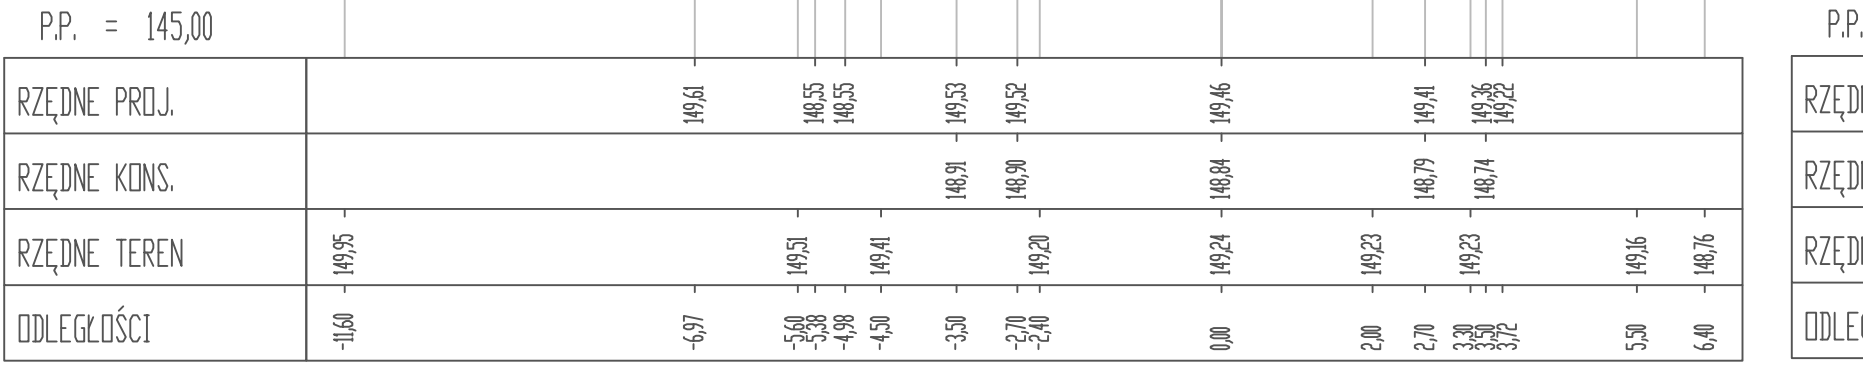 P.P. = 145,00
P.P.
RZĘDNE PROJ. 149,61 148,55 148,55 149,53 149,52 149,46 149,41 149,36 149,22
RZĘDNE KONS. 148,91 148,90 148,84 148,79 148,74
RZĘDNE TEREN 149,95 149,51 149,41 149,20 149,24 149,23 149,23 149,16 148,76
ODLEGŁOŚCI -11,60 -6,97 -5,60 -5,38 -4,98 -4,50 -3,50 -2,70 -2,40 0,00 2,00 2,70 3,30 3,50 3,72 5,50 6,40